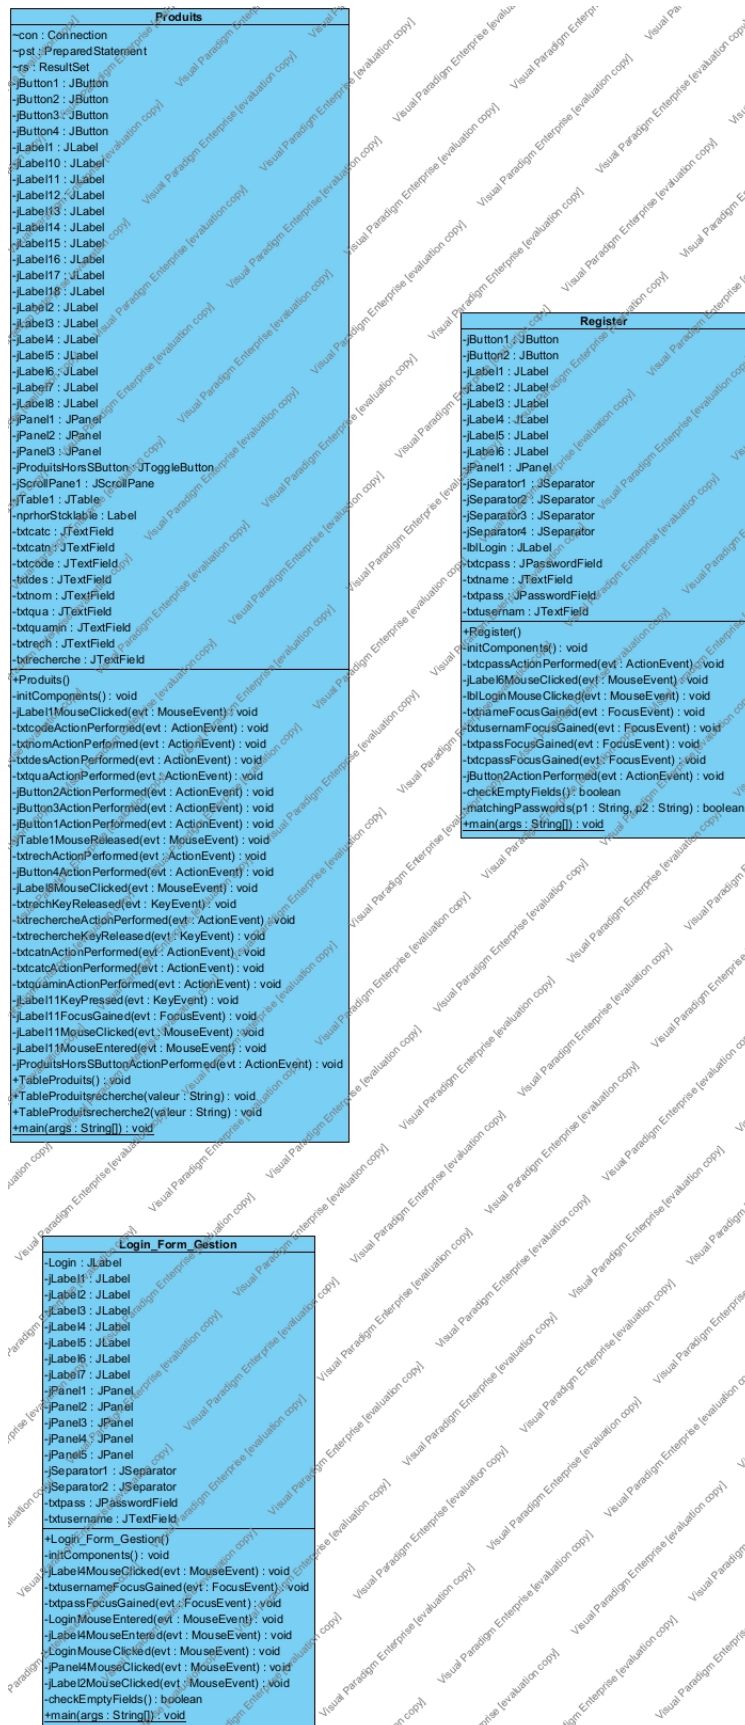 Produits
~con : Connection
~pst : PreparedStatement
~rs : ResultSet
-jButton1 : JButton
-jButton2 : JButton
-jButton3 : JButton
-jButton4 : JButton
-jLabel1 : JLabel
-jLabel10 : JLabel
-jLabel11 : JLabel
-jLabel12 : JLabel
-jLabel13 : JLabel
-jLabel14 : JLabel
-jLabel15 : JLabel
-jLabel16 : JLabel
-jLabel17 : JLabel
-jLabel18 : JLabel
-jLabel2 : JLabel
-jLabel3 : JLabel
-jLabel4 : JLabel
-jLabel5 : JLabel
-jLabel6 : JLabel
-jLabel7 : JLabel
-jLabel8 : JLabel
-jPanel1 : JPanel
-jPanel2 : JPanel
-jPanel3 : JPanel
-jProduitsHorsSButton : JToggleButton
-jScrollPane1 : JScrollPane
-jTable1 : JTable
-nprhorStcklable : Label
-txtcatc : JTextField
-txtcatn : JTextField
-txtcode : JTextField
-txtdes : JTextField
-txtnom : JTextField
-txtqua : JTextField
-txtquamin : JTextField
-txtrech : JTextField
-txtrecherche : JTextField
+Produits()
-initComponents() : void
-jLabel1MouseClicked(evt : MouseEvent) : void
-txtcodeActionPerformed(evt : ActionEvent) : void
-txtnomActionPerformed(evt : ActionEvent) : void
-txtdesActionPerformed(evt : ActionEvent) : void
-txtquaActionPerformed(evt : ActionEvent) : void
-jButton2ActionPerformed(evt : ActionEvent) : void
-jButton3ActionPerformed(evt : ActionEvent) : void
-jButton1ActionPerformed(evt : ActionEvent) : void
-jTable1MouseReleased(evt : MouseEvent) : void
-txtrechActionPerformed(evt : ActionEvent) : void
-jButton4ActionPerformed(evt : ActionEvent) : void
-jLabel8MouseClicked(evt : MouseEvent) : void
-txtrechKeyReleased(evt : KeyEvent) : void
-txtrechercheActionPerformed(evt : ActionEvent) : void
-txtrechercheKeyReleased(evt : KeyEvent) : void
-txtcatnActionPerformed(evt : ActionEvent) : void
-txtcatcActionPerformed(evt : ActionEvent) : void
-txtquaminActionPerformed(evt : ActionEvent) : void
-jLabel11KeyPressed(evt : KeyEvent) : void
-jLabel11FocusGained(evt : FocusEvent) : void
-jLabel11MouseClicked(evt : MouseEvent) : void
-jLabel11MouseEntered(evt : MouseEvent) : void
-jProduitsHorsSButtonActionPerformed(evt : ActionEvent) : void
+TableProduits() : void
+TableProduitsrecherche(valeur : String) : void
+TableProduitsrecherche2(valeur : String) : void
+main(args : String[]) : void
Register
-jButton1 : JButton
-jButton2 : JButton
-jLabel1 : JLabel
-jLabel2 : JLabel
-jLabel3 : JLabel
-jLabel4 : JLabel
-jLabel5 : JLabel
-jLabel6 : JLabel
-jPanel1 : JPanel
-jSeparator1 : JSeparator
-jSeparator2 : JSeparator
-jSeparator3 : JSeparator
-jSeparator4 : JSeparator
-lblLogin : JLabel
-txtcpass : JPasswordField
-txtname : JTextField
-txtpass : JPasswordField
-txtusernam : JTextField
+Register()
-initComponents() : void
-txtcpassActionPerformed(evt : ActionEvent) : void
-jLabel6MouseClicked(evt : MouseEvent) : void
-lblLoginMouseClicked(evt : MouseEvent) : void
-txtnameFocusGained(evt : FocusEvent) : void
-txtusernamFocusGained(evt : FocusEvent) : void
-txtpassFocusGained(evt : FocusEvent) : void
-txtcpassFocusGained(evt : FocusEvent) : void
-jButton2ActionPerformed(evt : ActionEvent) : void
-checkEmptyFields() : boolean
-matchingPasswords(p1 : String, p2 : String) : boolean
+main(args : String[]) : void
Login_Form_Gestion
-Login : JLabel
-jLabel1 : JLabel
-jLabel2 : JLabel
-jLabel3 : JLabel
-jLabel4 : JLabel
-jLabel5 : JLabel
-jLabel6 : JLabel
-jLabel7 : JLabel
-jPanel1 : JPanel
-jPanel2 : JPanel
-jPanel3 : JPanel
-jPanel4 : JPanel
-jPanel5 : JPanel
-jSeparator1 : JSeparator
-jSeparator2 : JSeparator
-txtpass : JPasswordField
-txtusername : JTextField
+Login_Form_Gestion()
-initComponents() : void
-jLabel4MouseClicked(evt : MouseEvent) : void
-txtusernameFocusGained(evt : FocusEvent) : void
-txtpassFocusGained(evt : FocusEvent) : void
-LoginMouseEntered(evt : MouseEvent) : void
-jLabel4MouseEntered(evt : MouseEvent) : void
-LoginMouseClicked(evt : MouseEvent) : void
-jPanel4MouseClicked(evt : MouseEvent) : void
-jLabel2MouseClicked(evt : MouseEvent) : void
-checkEmptyFields() : boolean
+main(args : String[]) : void
Visual Paradigm Enterprise [evaluation copy]